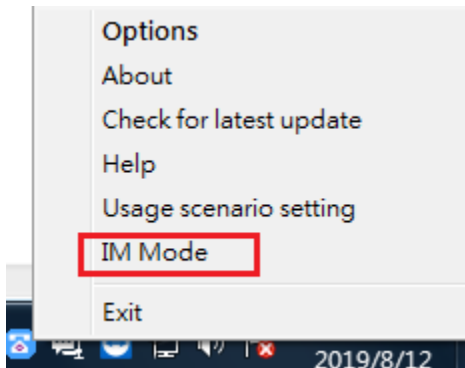 Options
About
Check for latest update
Help
Usage scenario setting
IM Mode
Exit
2019/8/12